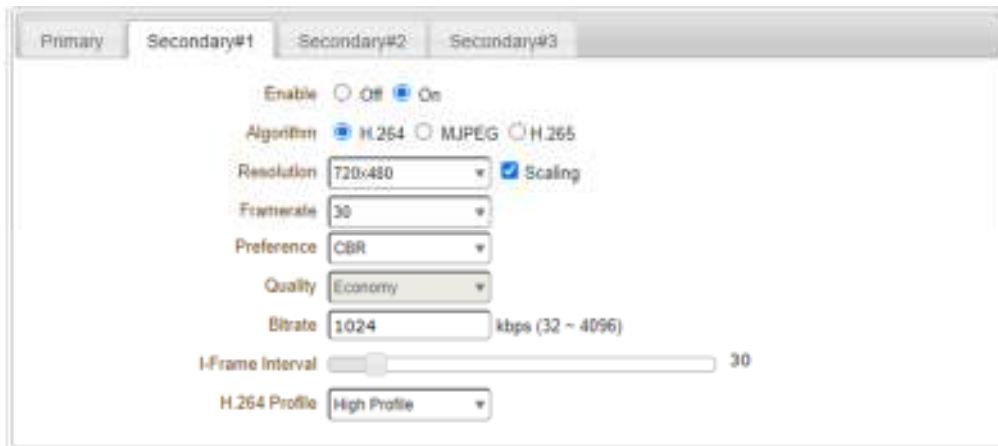 Primary Secondary#1 Secondary#2 Secondary#3
Enable Off On
Algorithm H.264 MJPEG H.265
Resolution 720x480 Scaling
Framerate 30
Preference CBR
Quality Economy
Bitrate 1024 kbps (32 ~ 4096)
I-Frame Interval 30
H.264 Profile High Profile